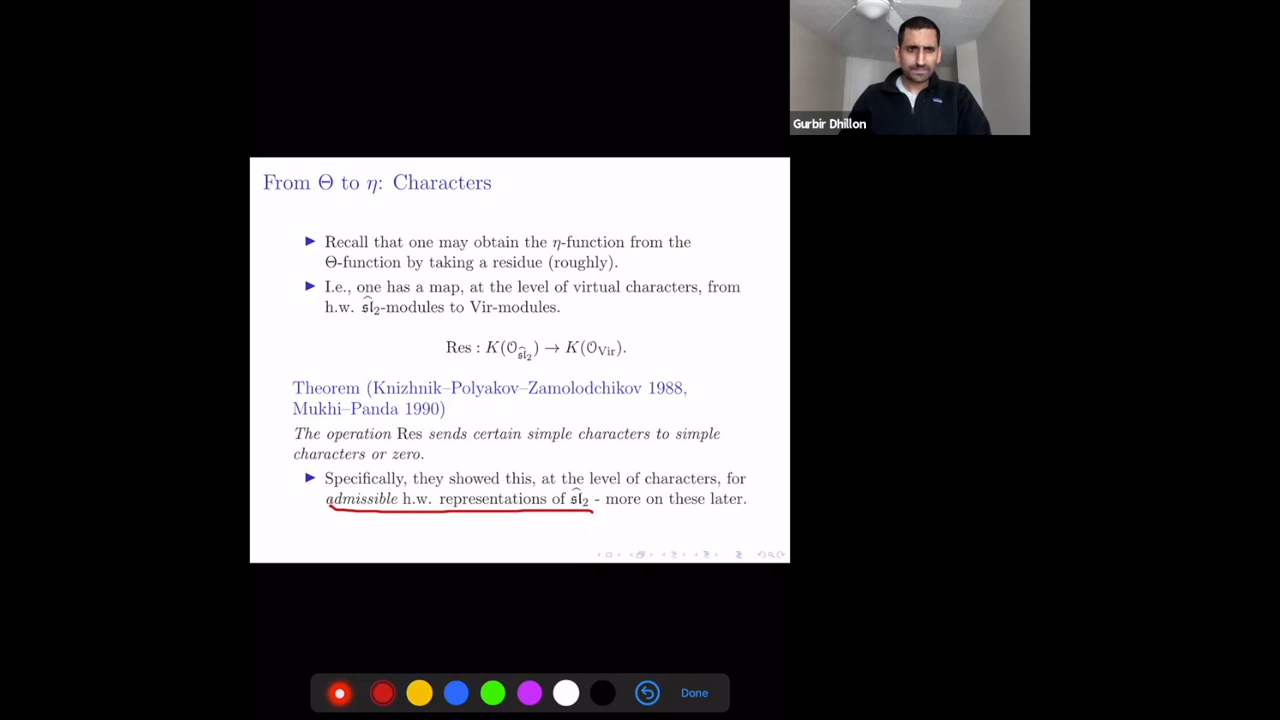 Gurbir Dhillon
From Θ to η: Characters
▶ Recall that one may obtain the η-function from the
Θ-function by taking a residue (roughly).
▶ I.e., one has a map, at the level of virtual characters, from
h.w. $\widehat{\mathfrak{sl}}_2$-modules to Vir-modules.
Res : $K(\mathcal{O}_{\widehat{\mathfrak{sl}}_2}) \to K(\mathcal{O}_{\mathrm{Vir}})$.
Theorem (Knizhnik–Polyakov–Zamolodchikov 1988,
Mukhi–Panda 1990)
The operation Res sends certain simple characters to simple
characters or zero.
▶ Specifically, they showed this, at the level of characters, for
admissible h.w. representations of $\widehat{\mathfrak{sl}}_2$ - more on these later.
Done